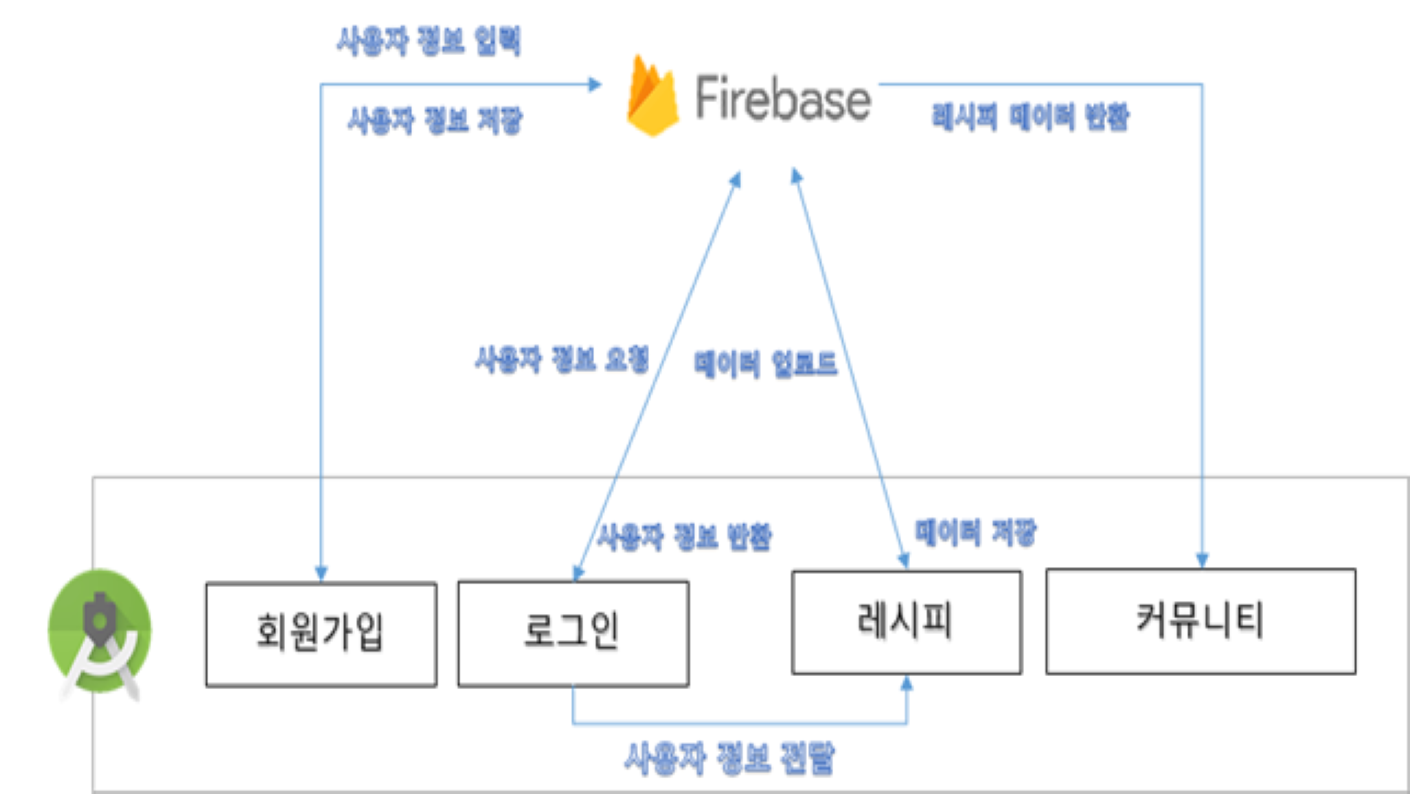 사용자 정보 입력
Firebase
사용자 정보 저장
레시피 데이터 반환
사용자 정보 요청
데이터 업로드
사용자 정보 반환
데이터 저장
회원가입
로그인
레시피
커뮤니티
사용자 정보 전달